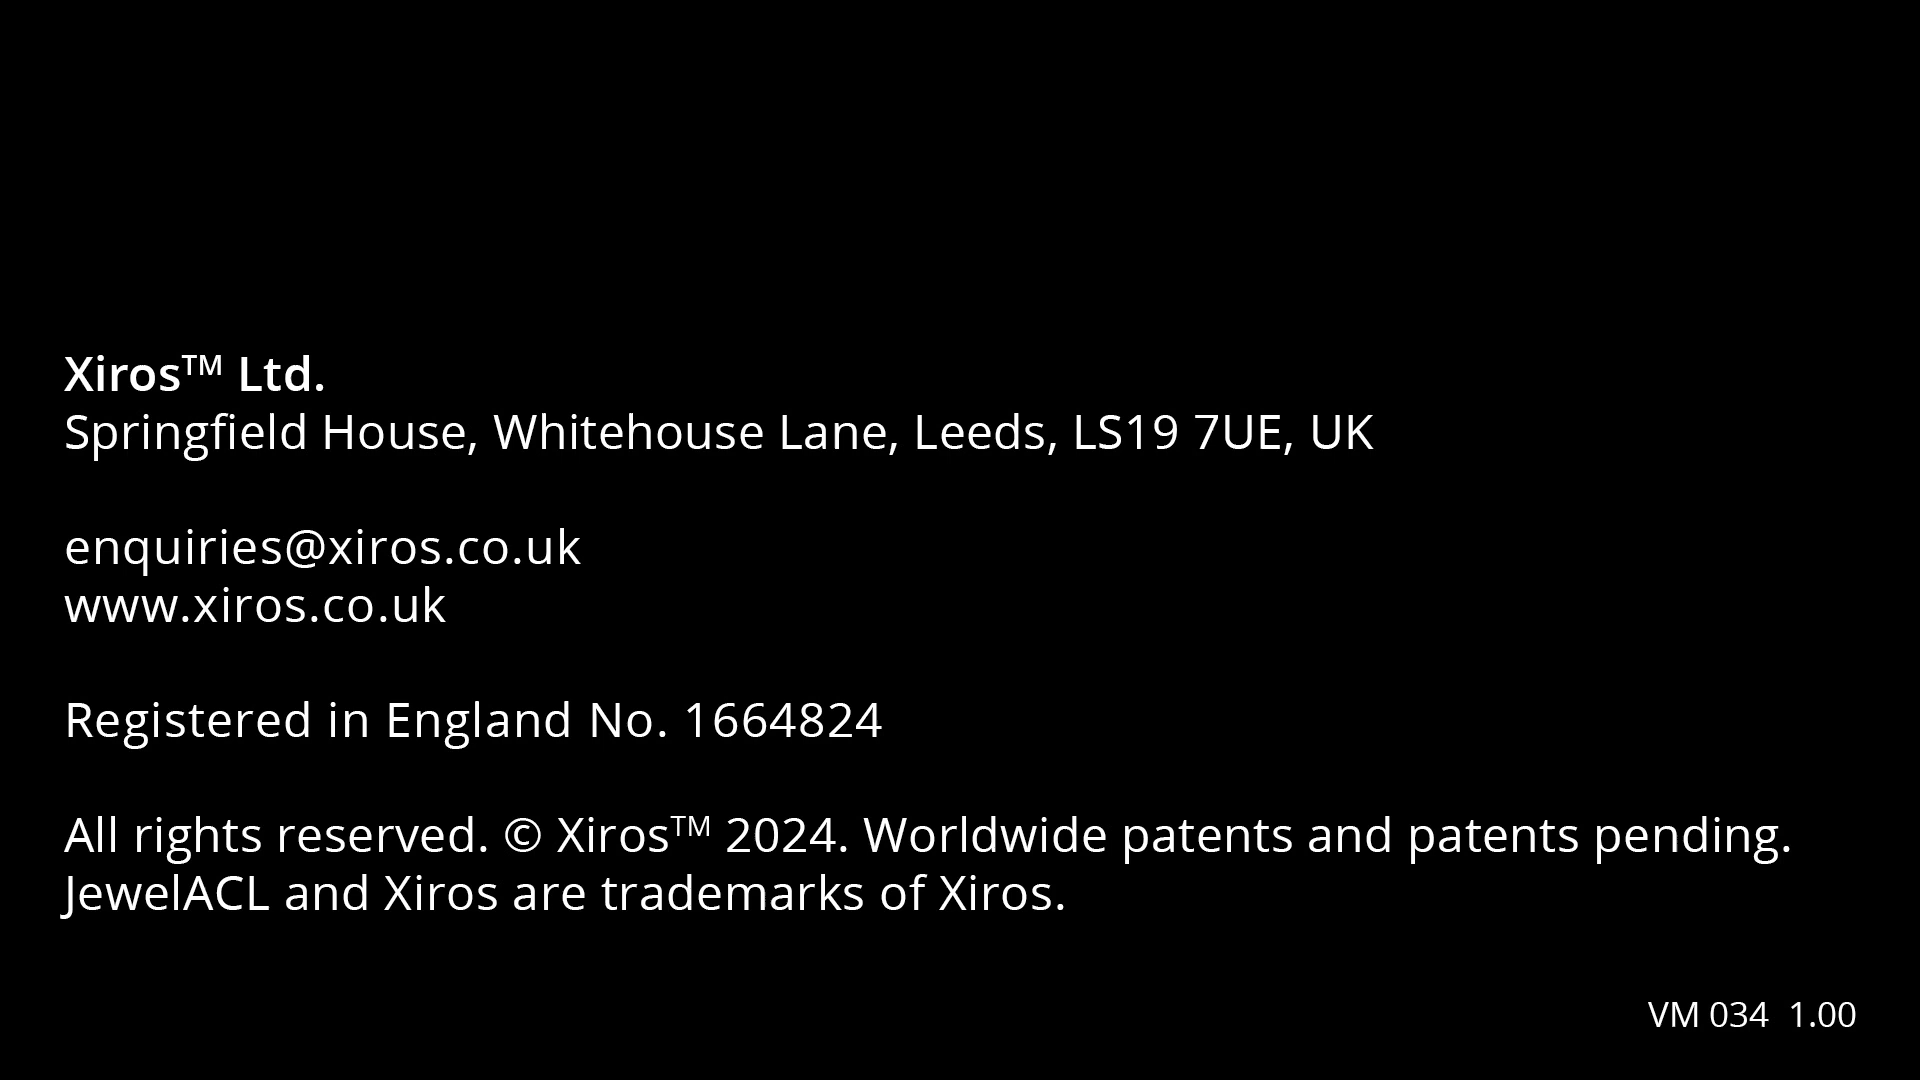 Xiros™ Ltd.
Springfield House, Whitehouse Lane, Leeds, LS19 7UE, UK
enquiries@xiros.co.uk
www.xiros.co.uk
Registered in England No. 1664824
All rights reserved. © Xiros™ 2024. Worldwide patents and patents pending.
JewelACL and Xiros are trademarks of Xiros.
VM 034  1.00